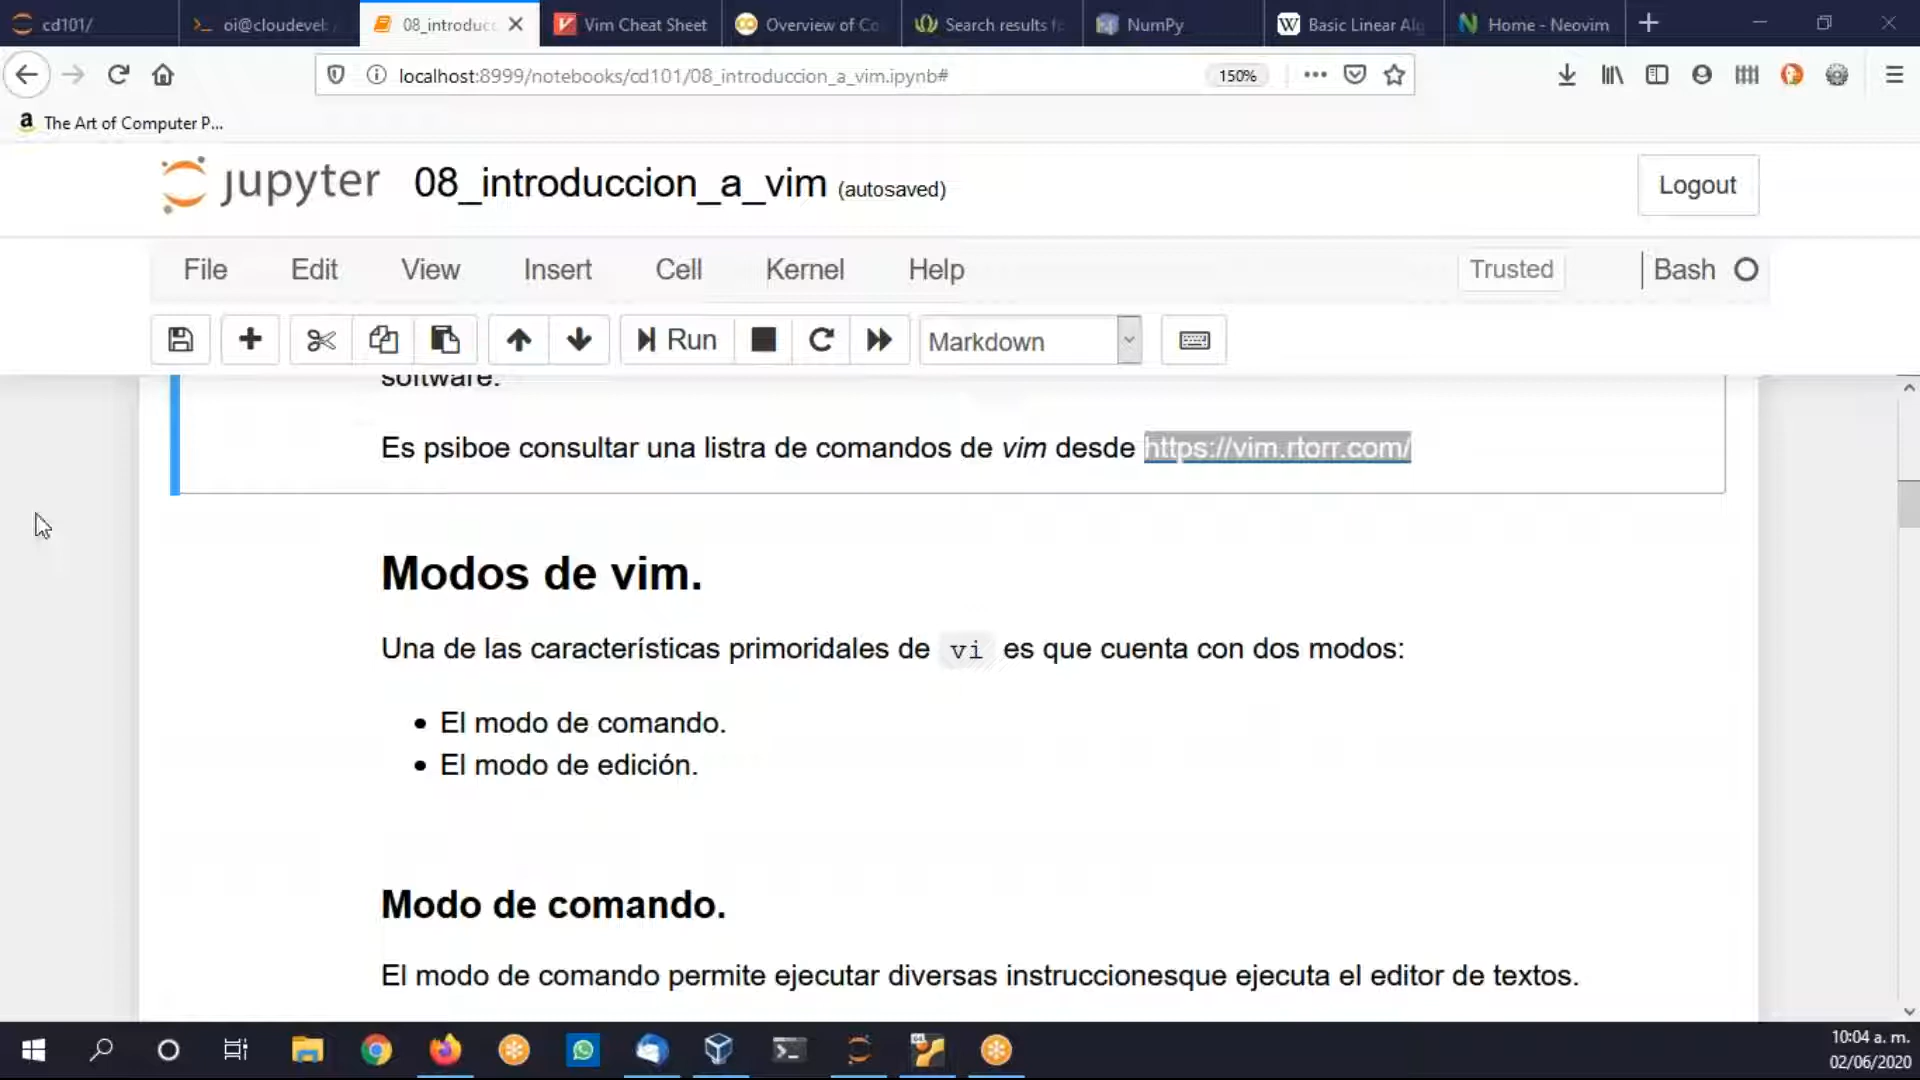 cd101/
oi@cloudevel: 
08_introducc
Vim Cheat Sheet
Overview of Co
Search results f
NumPy
Basic Linear Alg
Home - Neovim
localhost:8999/notebooks/cd101/08_introduccion_a_vim.ipynb#
150%
The Art of Computer P...
jupyter
08_introduccion_a_vim (autosaved)
Logout
File Edit View Insert Cell Kernel Help
Trusted
Bash
Run
Markdown
software.
Es psiboe consultar una listra de comandos de vim desde https://vim.rtorr.com/
Modos de vim.
Una de las características primoridales de vi es que cuenta con dos modos:
El modo de comando.
El modo de edición.
Modo de comando.
El modo de comando permite ejecutar diversas instruccionesque ejecuta el editor de textos.
10:04 a. m.
02/06/2020